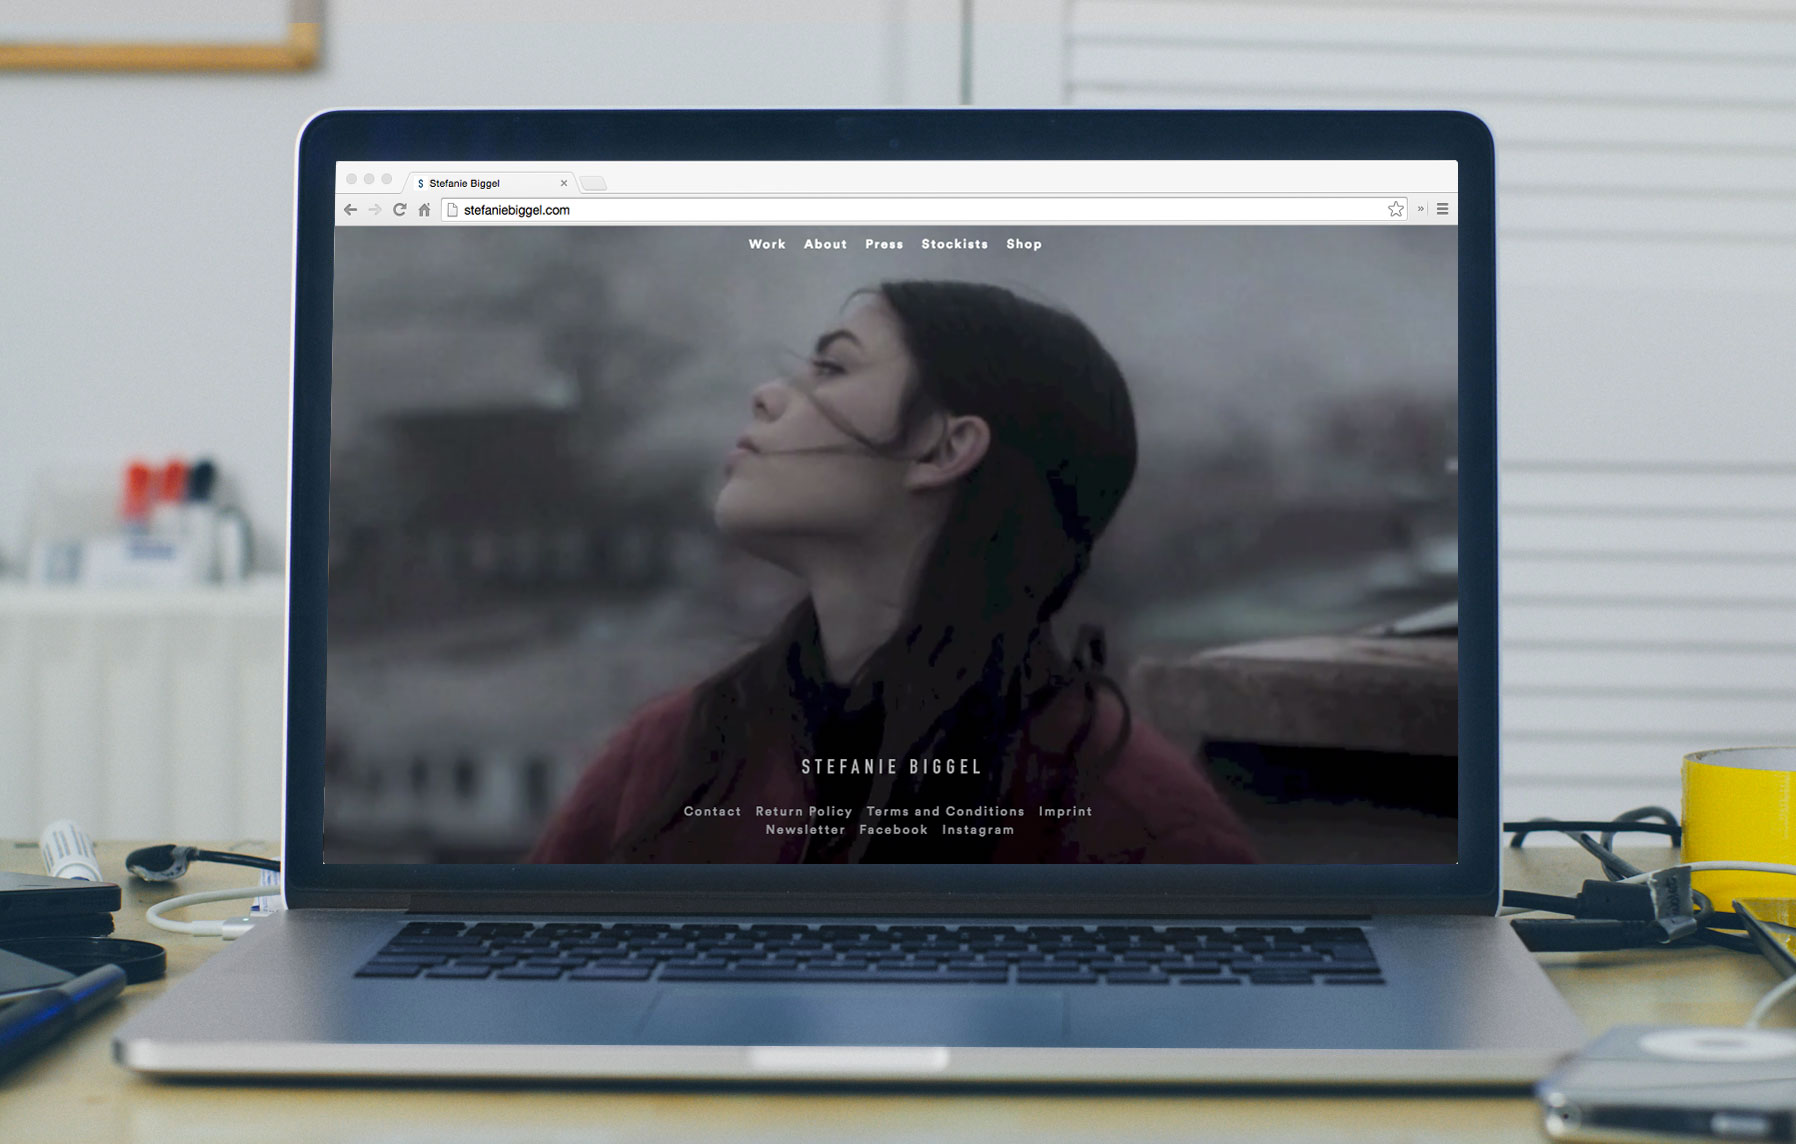 $ Stefanie Biggel
stefaniebiggel.com
Work About Press Stockists Shop
STEFANIE BIGGEL
Contact Return Policy Terms and Conditions Imprint
Newsletter Facebook Instagram